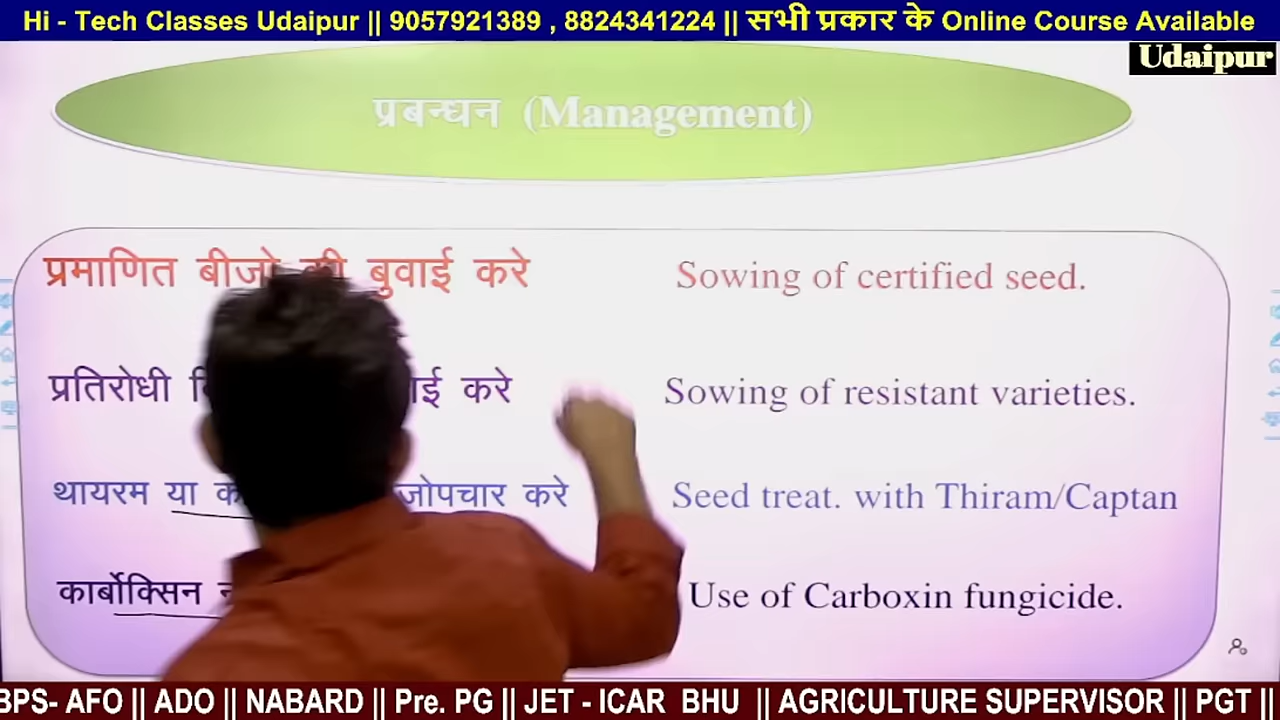 Hi - Tech Classes Udaipur || 9057921389 , 8824341224 || सभी प्रकार के Online Course Available
Udaipur
प्रबन्धन (Management)
प्रमाणित बीजो की बुवाई करे
Sowing of certified seed.
प्रतिरोधी करे
Sowing of resistant varieties.
थायरम या करे
Seed treat. with Thiram/Captan
कार्बोक्सिन
Use of Carboxin fungicide.
BPS- AFO || ADO || NABARD || Pre. PG || JET - ICAR BHU || AGRICULTURE SUPERVISOR || PGT ||